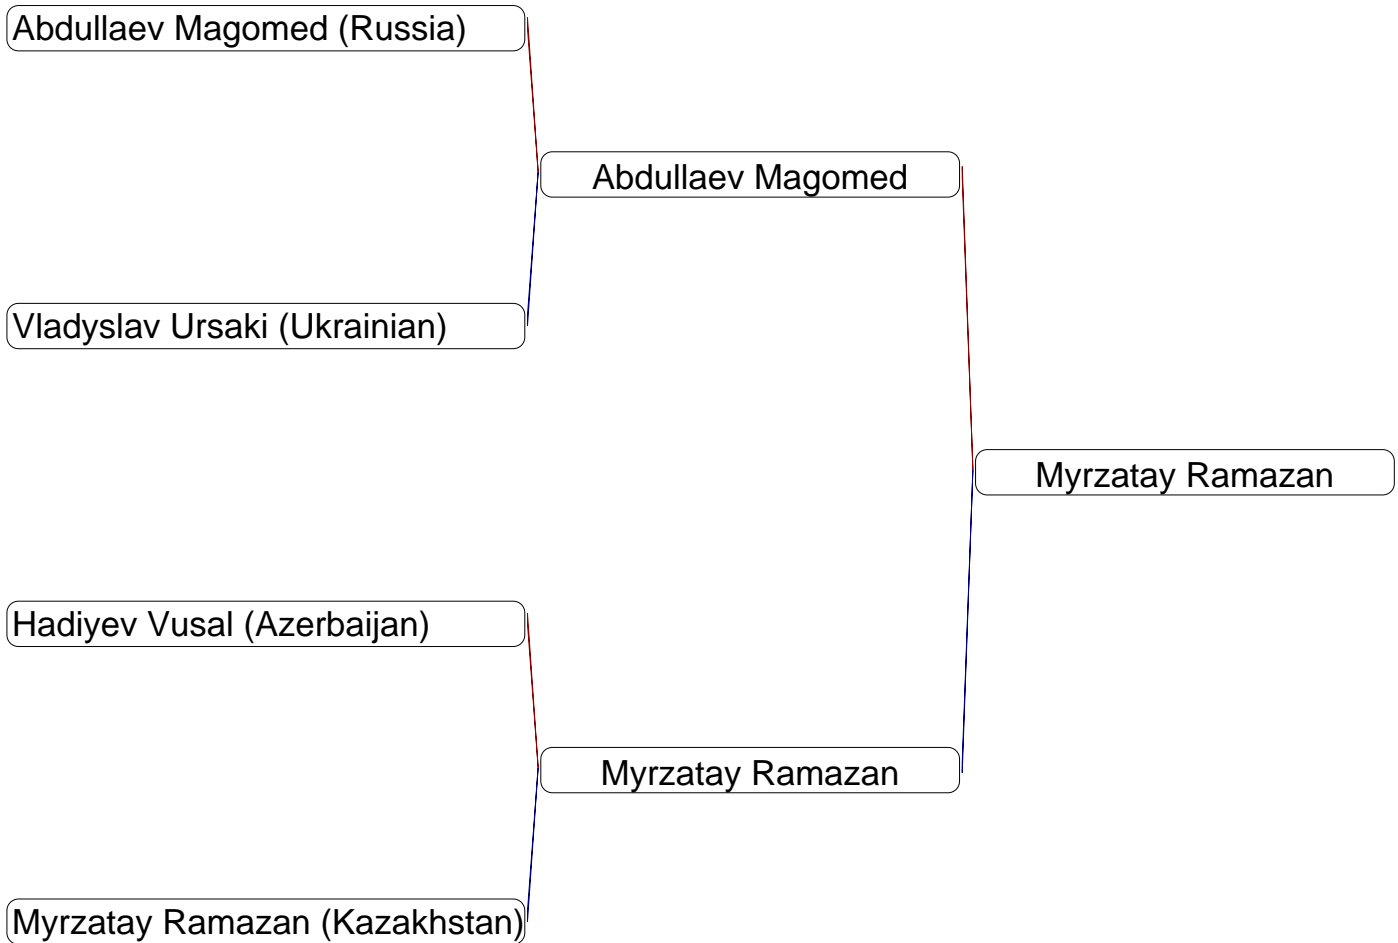 Abdullaev Magomed (Russia)
Abdullaev Magomed
Vladyslav Ursaki (Ukrainian)
Myrzatay Ramazan
Hadiyev Vusal (Azerbaijan)
Myrzatay Ramazan
Myrzatay Ramazan (Kazakhstan)